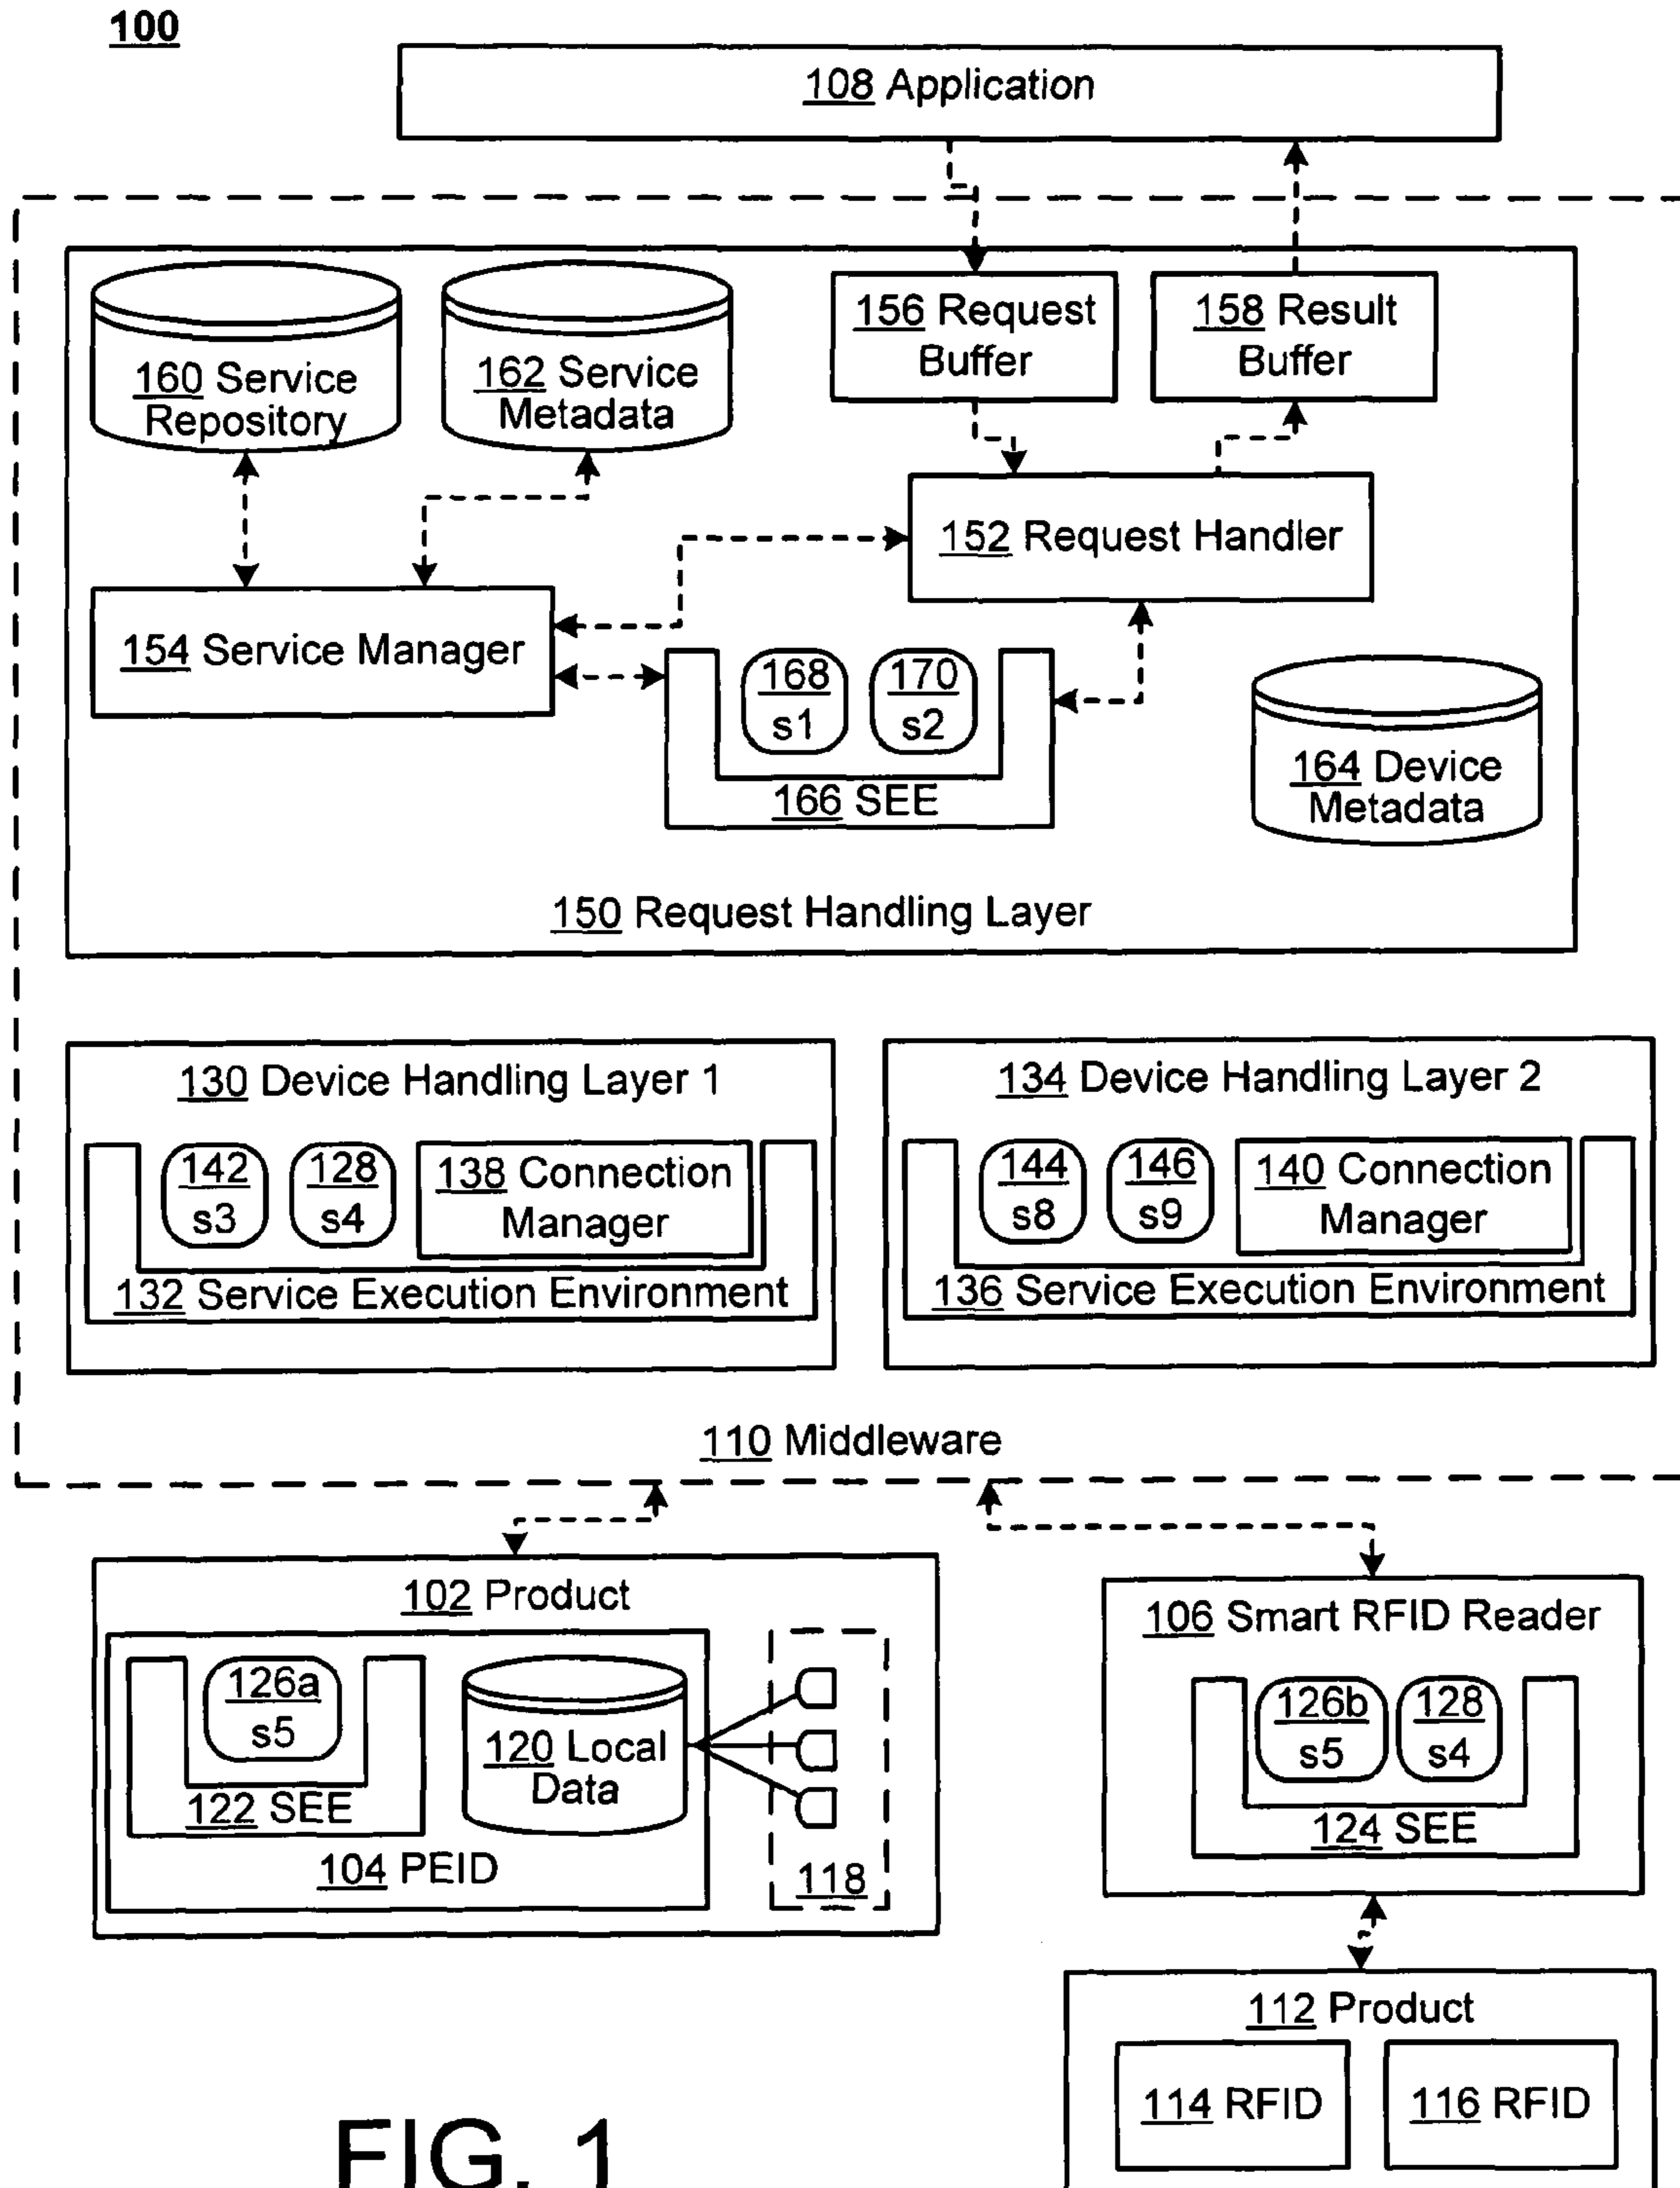 100
108 Application
156 Request
Buffer
158 Result
Buffer
160 Service
Repository
162 Service
Metadata
152 Request Handler
154 Service Manager
168
s1
170
s2
166 SEE
164 Device
Metadata
150 Request Handling Layer
130 Device Handling Layer 1
142
s3
128
s4
138 Connection
Manager
132 Service Execution Environment
134 Device Handling Layer 2
144
s8
146
s9
140 Connection
Manager
136 Service Execution Environment
110 Middleware
102 Product
126a
s5
122 SEE
120 Local
Data
104 PEID
118
106 Smart RFID Reader
126b
s5
128
s4
124 SEE
112 Product
114 RFID
116 RFID
FIG. 1